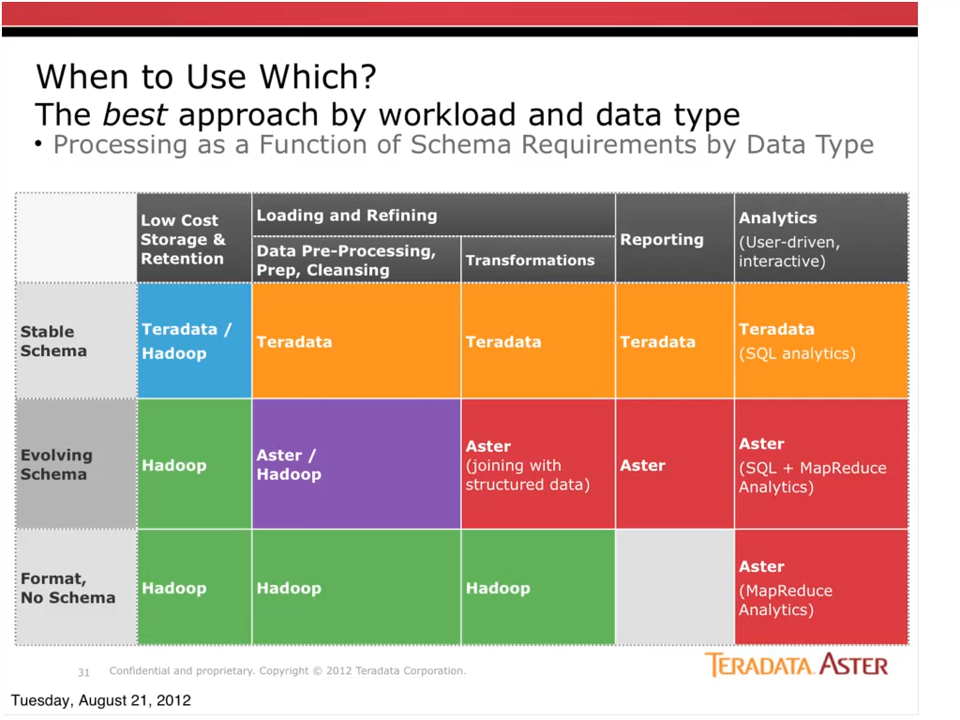 When to Use Which?
The best approach by workload and data type
• Processing as a Function of Schema Requirements by Data Type
Low Cost
Storage &
Retention
Loading and Refining
Data Pre-Processing,
Prep, Cleansing
Transformations
Reporting
Analytics
(User-driven,
interactive)
Stable
Schema
Teradata /
Hadoop
Teradata
Teradata
Teradata
Teradata
(SQL analytics)
Evolving
Schema
Hadoop
Aster /
Hadoop
Aster
(joining with
structured data)
Aster
Aster
(SQL + MapReduce
Analytics)
Format,
No Schema
Hadoop
Hadoop
Hadoop
Aster
(MapReduce
Analytics)
31 Confidential and proprietary. Copyright © 2012 Teradata Corporation.
TERADATA ASTER
Tuesday, August 21, 2012